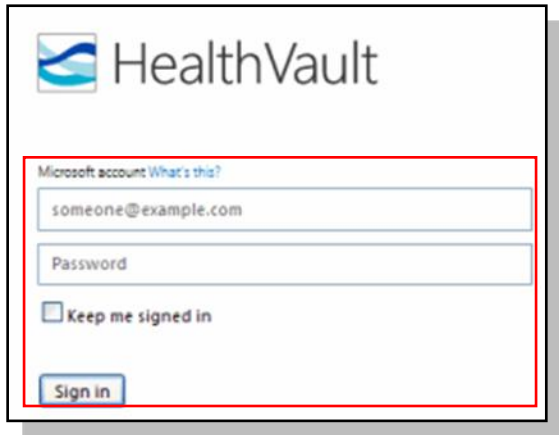 HealthVault
Microsoft account What's this?
someone@example.com
Password
Keep me signed in
Sign in